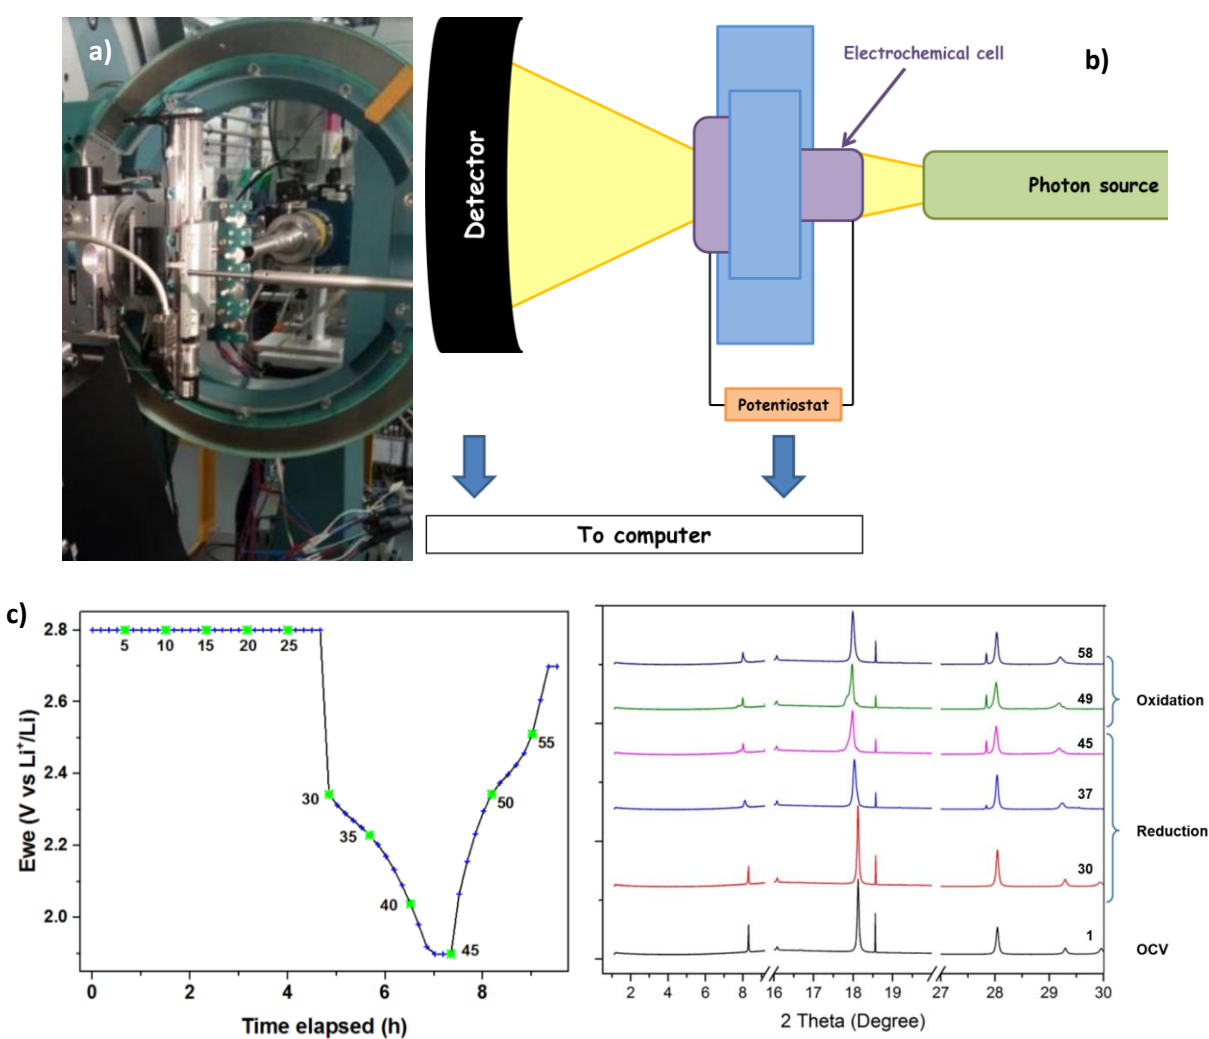 a)
b)
Electrochemical cell
Detector
Photon source
Potentiostat
To computer
c)
Ewe (V vs Li⁺/Li)
2.8
2.6
2.4
2.2
2.0
5 10 15 20 25
30
35
40
45
50
55
0 2 4 6 8
Time elapsed (h)
58
49
45
37
30
1
Oxidation
Reduction
OCV
2 4 6 8 16 17 18 19 20 27 28 29 30
2 Theta (Degree)